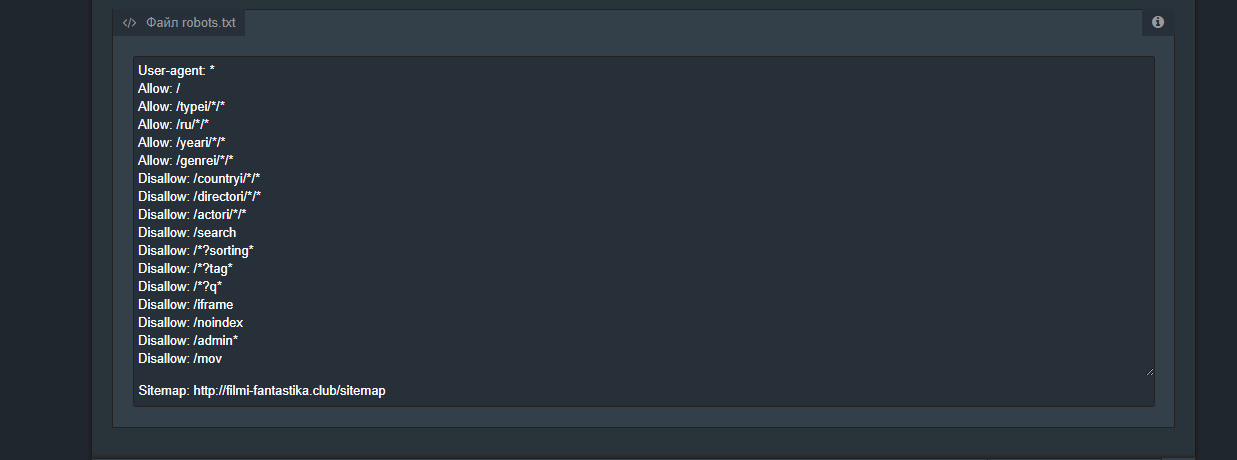 </> Файл robots.txt
User-agent: *
Allow: /
Allow: /typei/*/*
Allow: /ru/*/*
Allow: /yeari/*/*
Allow: /genrei/*/*
Disallow: /countryi/*/*
Disallow: /directori/*/*
Disallow: /actori/*/*
Disallow: /search
Disallow: /*?sorting*
Disallow: /*?tag*
Disallow: /*?q*
Disallow: /iframe
Disallow: /noindex
Disallow: /admin*
Disallow: /mov
Sitemap: http://filmi-fantastika.club/sitemap